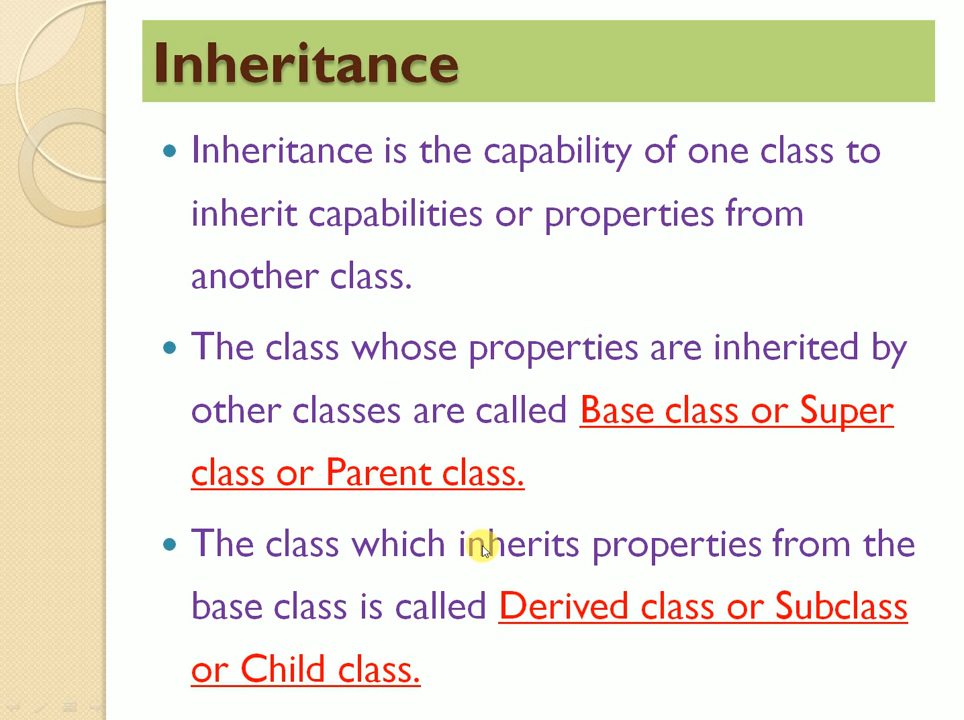 Inheritance
• Inheritance is the capability of one class to
inherit capabilities or properties from
another class.
• The class whose properties are inherited by
other classes are called Base class or Super
class or Parent class.
• The class which inherits properties from the
base class is called Derived class or Subclass
or Child class.